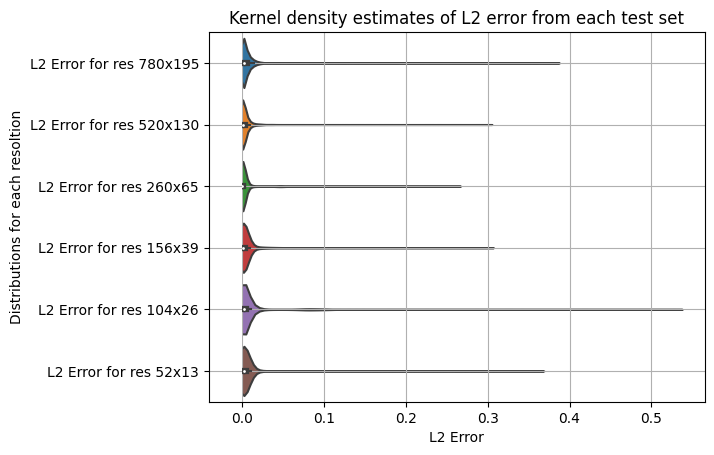 Kernel density estimates of L2 error from each test set
Distributions for each resoltion
L2 Error for res 780x195
L2 Error for res 520x130
L2 Error for res 260x65
L2 Error for res 156x39
L2 Error for res 104x26
L2 Error for res 52x13
0.0 0.1 0.2 0.3 0.4 0.5
L2 Error